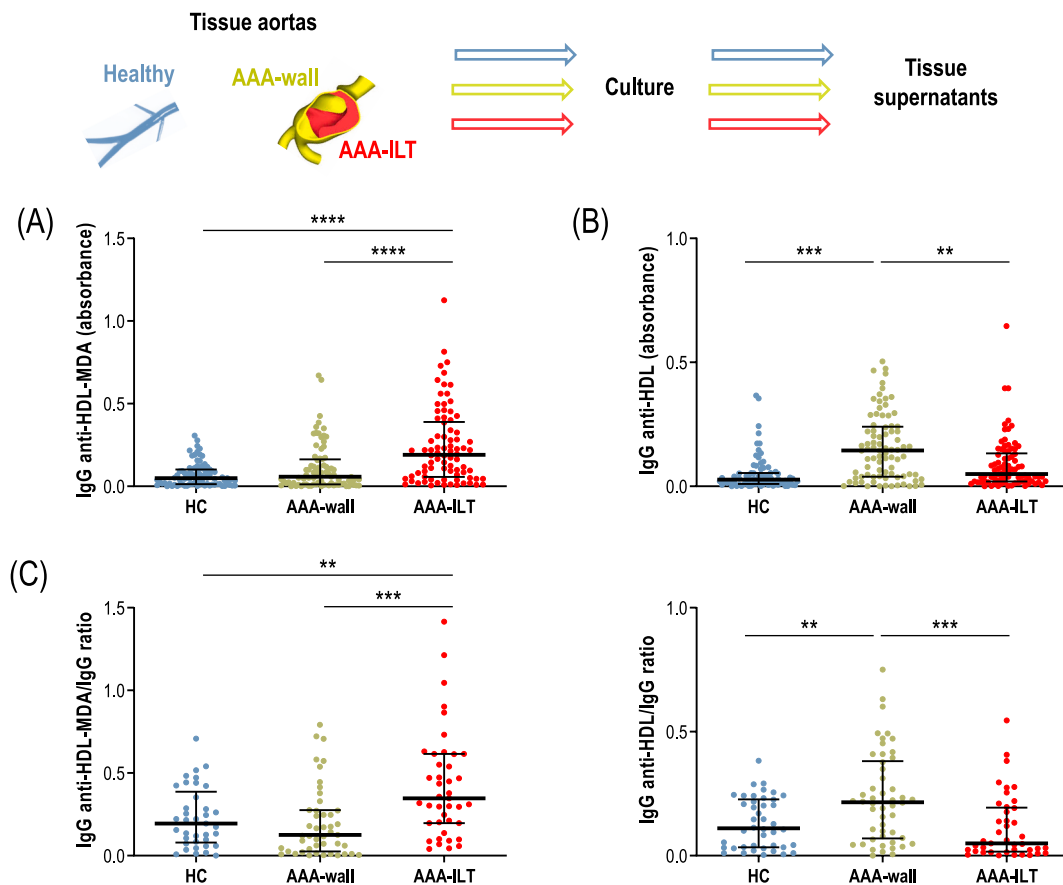 Tissue aortas
Healthy
AAA-wall
AAA-ILT
Culture
Tissue
supernatants
(A)
IgG anti-HDL-MDA (absorbance)
1.5
1.0
0.5
0.0
****
****
HC
AAA-wall
AAA-ILT
(B)
IgG anti-HDL (absorbance)
1.0
0.5
0.0
***
**
HC
AAA-wall
AAA-ILT
(C)
IgG anti-HDL-MDA/IgG ratio
1.5
1.0
0.5
0.0
**
***
HC
AAA-wall
AAA-ILT
IgG anti-HDL/IgG ratio
1.0
0.5
0.0
**
***
HC
AAA-wall
AAA-ILT